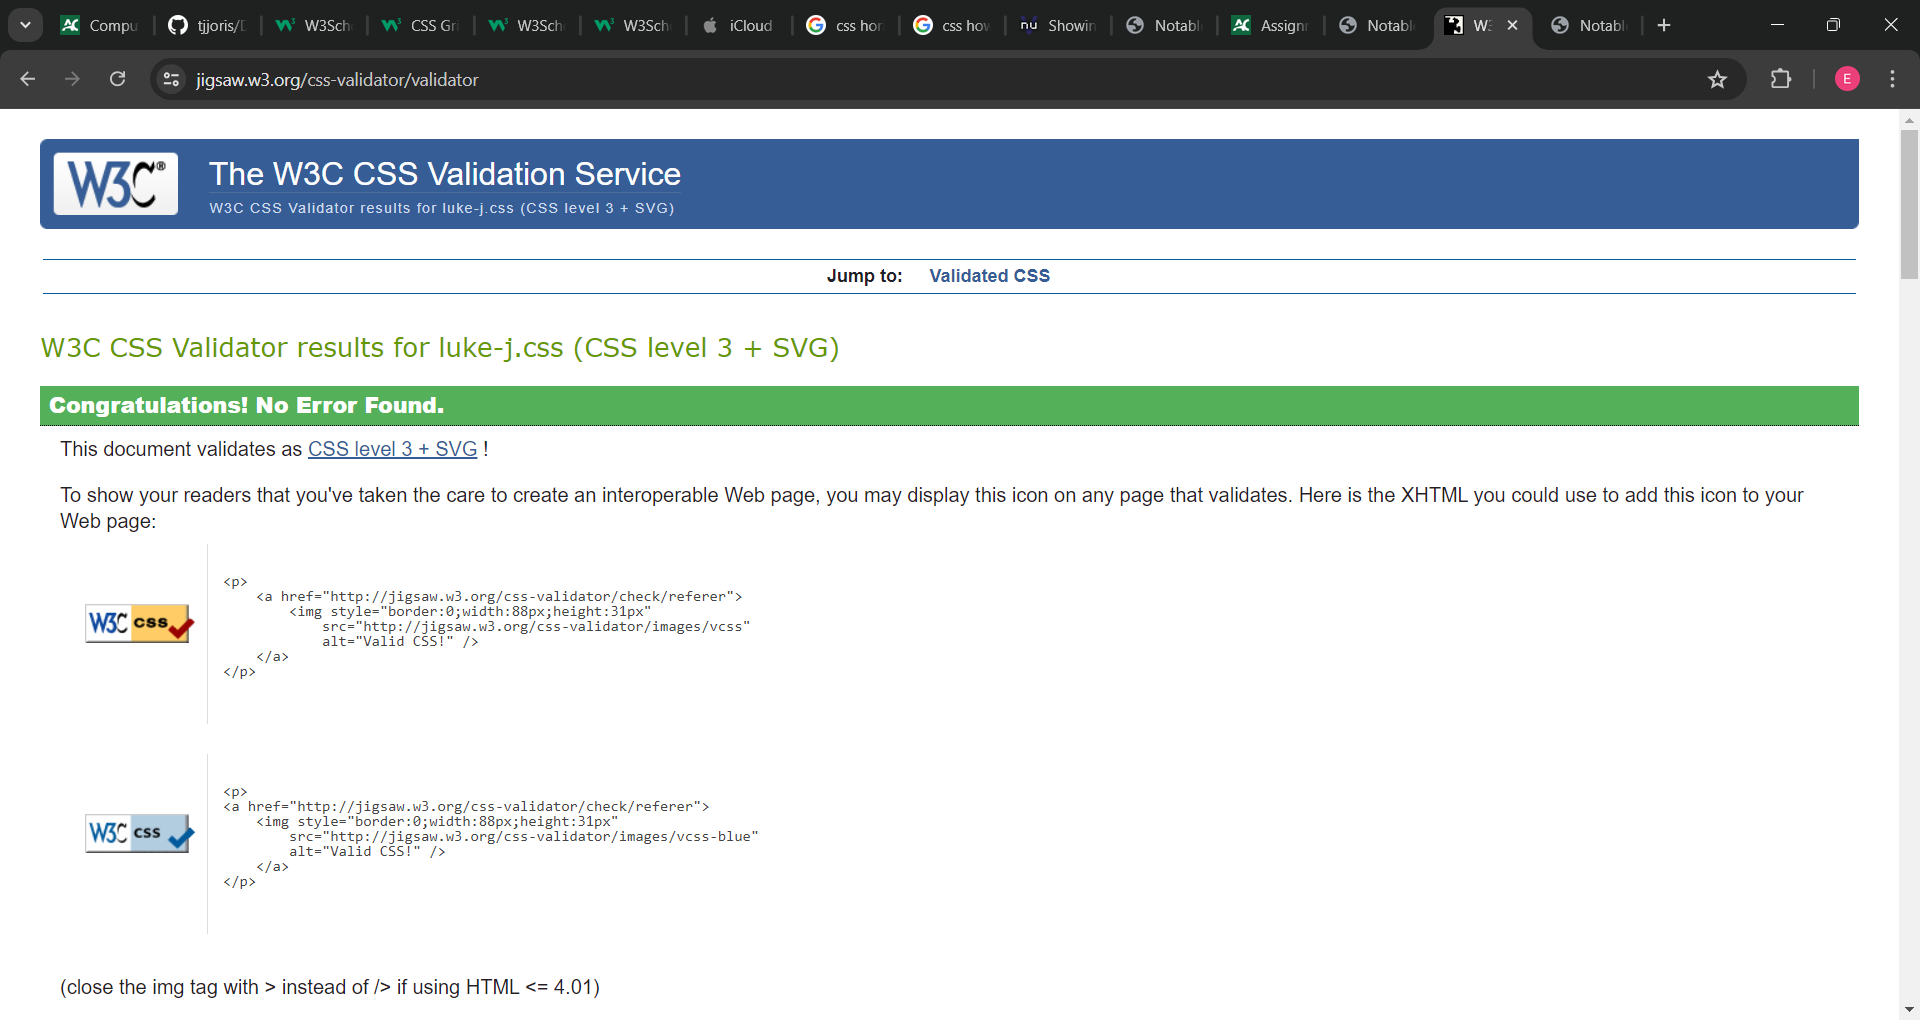 Compu
tjjoris/D
W3Sch
CSS Gri
W3Sch
W3Sch
iCloud
css hor
css hov
Showin
Notabl
Assignm
Notabl
W3
Notabl
jigsaw.w3.org/css-validator/validator
E
W3C®
The W3C CSS Validation Service
W3C CSS Validator results for luke-j.css (CSS level 3 + SVG)
Jump to: Validated CSS
W3C CSS Validator results for luke-j.css (CSS level 3 + SVG)
Congratulations! No Error Found.
This document validates as CSS level 3 + SVG !
To show your readers that you've taken the care to create an interoperable Web page, you may display this icon on any page that validates. Here is the XHTML you could use to add this icon to your
Web page:
W3C css
<p>
<a href="http://jigsaw.w3.org/css-validator/check/referer">
<img style="border:0;width:88px;height:31px"
src="http://jigsaw.w3.org/css-validator/images/vcss"
alt="Valid CSS!" />
</a>
</p>
W3C css
<p>
<a href="http://jigsaw.w3.org/css-validator/check/referer">
<img style="border:0;width:88px;height:31px"
src="http://jigsaw.w3.org/css-validator/images/vcss-blue"
alt="Valid CSS!" />
</a>
</p>
(close the img tag with > instead of /> if using HTML <= 4.01)